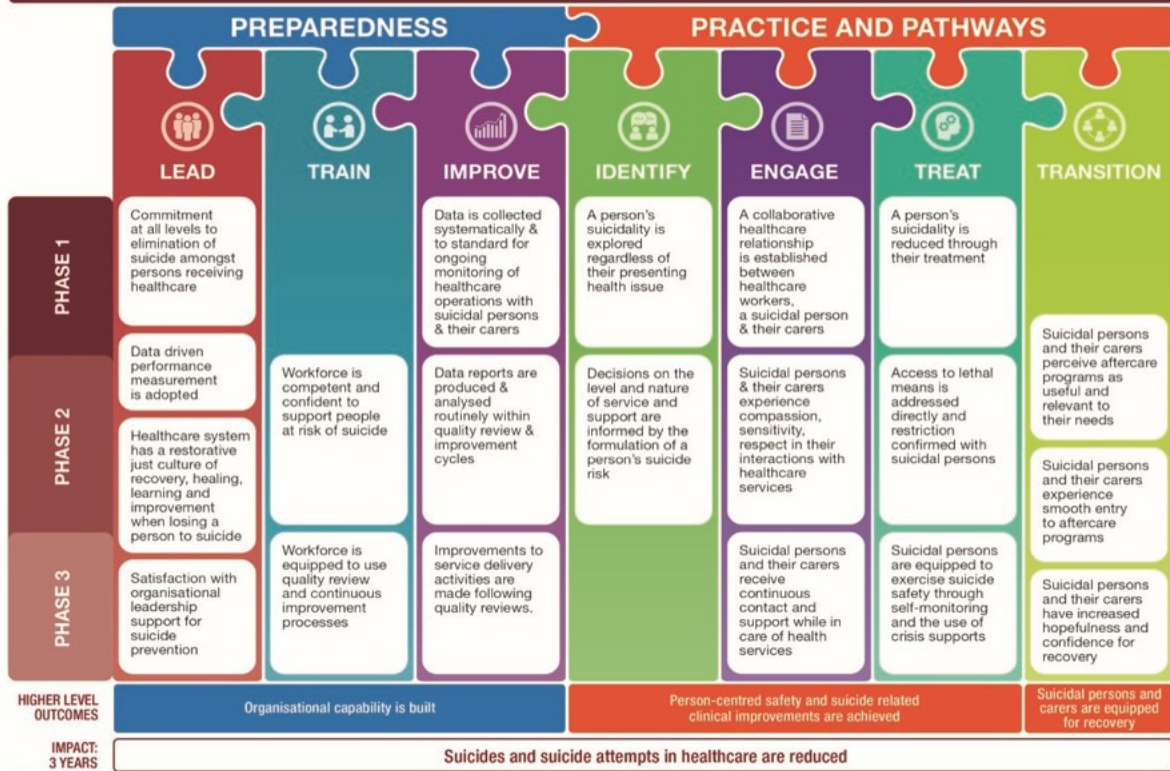 PREPAREDNESS
PRACTICE AND PATHWAYS
LEAD
TRAIN
IMPROVE
IDENTIFY
ENGAGE
TREAT
TRANSITION
PHASE 1
PHASE 2
PHASE 3
Commitment
at all levels to
elimination of
suicide amongst
persons receiving
healthcare
Data driven
performance
measurement
is adopted
Healthcare system
has a restorative
just culture of
recovery, healing,
learning and
improvement
when losing a
person to suicide
Satisfaction with
organisational
leadership
support for
suicide
prevention
Workforce is
competent and
confident to
support people
at risk of suicide
Workforce is
equipped to use
quality review
and continuous
improvement
processes
Data is collected
systematically &
to standard for
ongoing
monitoring of
healthcare
operations with
suicidal persons
& their carers
Data reports are
produced &
analysed
routinely within
quality review &
improvement
cycles
Improvements to
service delivery
activities are
made following
quality reviews.
A person's
suicidality is
explored
regardless of
their presenting
health issue
Decisions on the
level and nature
of service and
support are
informed by the
formulation of a
person's suicide
risk
A collaborative
healthcare
relationship
is established
between
healthcare
workers,
a suicidal person
& their carers
Suicidal persons
& their carers
experience
compassion,
sensitivity,
respect in their
interactions with
healthcare
services
Suicidal persons
and their carers
receive
continuous
contact and
support while in
care of health
services
A person's
suicidality is
reduced through
their treatment
Access to lethal
means is
addressed
directly and
restriction
confirmed with
suicidal persons
Suicidal persons
are equipped to
exercise suicide
safety through
self-monitoring
and the use of
crisis supports
Suicidal persons
and their carers
perceive aftercare
programs as
useful and
relevant to
their needs
Suicidal persons
and their carers
experience
smooth entry
to aftercare
programs
Suicidal persons
and their carers
have increased
hopefulness and
confidence for
recovery
HIGHER LEVEL
OUTCOMES
Organisational capability is built
Person-centred safety and suicide related
clinical improvements are achieved
Suicidal persons and
carers are equipped
for recovery
IMPACT:
3 YEARS
Suicides and suicide attempts in healthcare are reduced